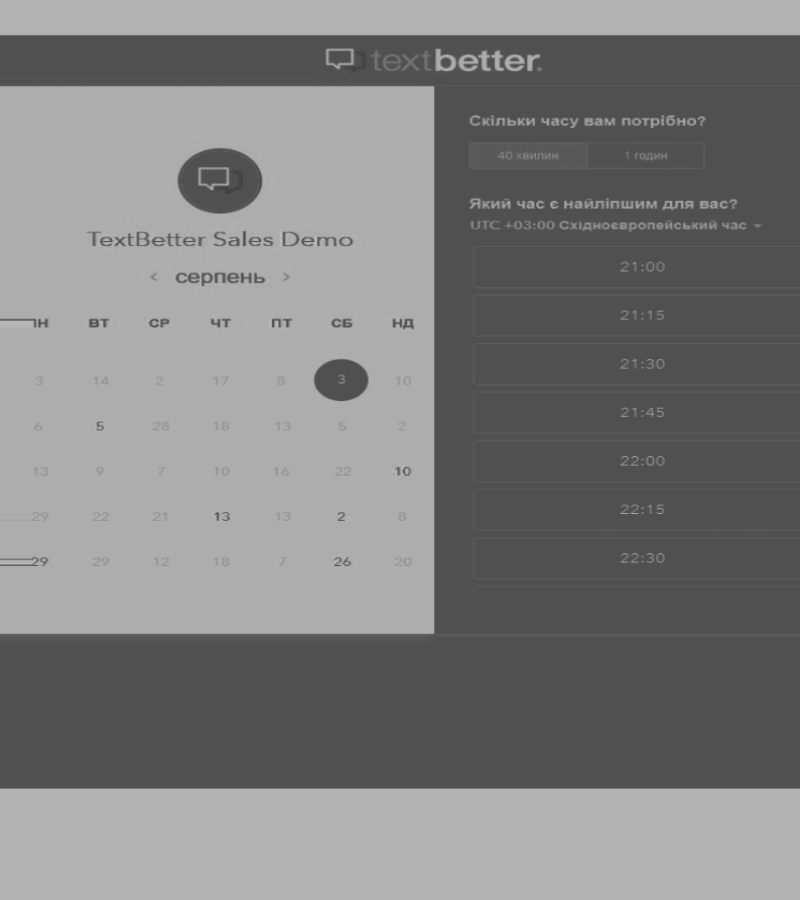 textbetter.
TextBetter Sales Demo
< серпень >
ВТ СР ЧТ ПТ СБ НД
3 14 2 17 8 3 10
6 5 28 18 13 5 2
13 9 7 10 16 22 10
29 22 21 13 13 2 8
29 29 12 18 7 26 20
Скільки часу вам потрібно?
40 хвилин 1 годин
Який час є найліпшим для вас?
UTC +03:00 Східноєвропейський час
21:00
21:15
21:30
21:45
22:00
22:15
22:30